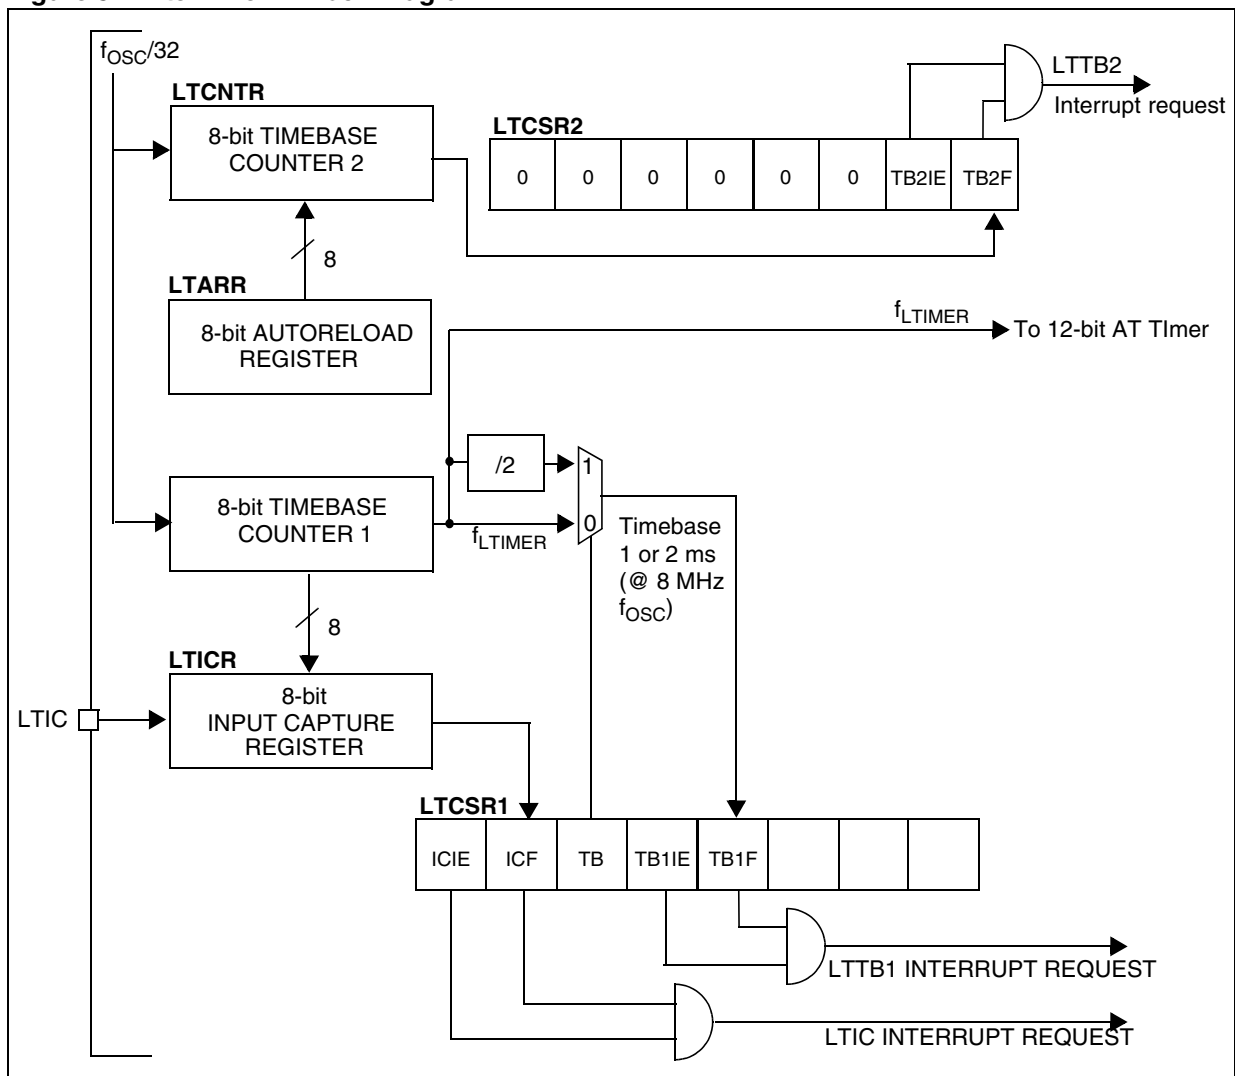 fOSC/32
LTTB2
Interrupt request
LTCNTR
8-bit TIMEBASE
COUNTER 2
LTCSR2
0 0 0 0 0 0 TB2IE TB2F
8
LTARR
8-bit AUTORELOAD
REGISTER
fLTIMER
To 12-bit AT TImer
/2
1
8-bit TIMEBASE
COUNTER 1
fLTIMER
0
Timebase
1 or 2 ms
(@ 8 MHz
fOSC)
8
LTICR
8-bit
INPUT CAPTURE
REGISTER
LTIC
LTCSR1
ICIE ICF TB TB1IE TB1F
LTTB1 INTERRUPT REQUEST
LTIC INTERRUPT REQUEST